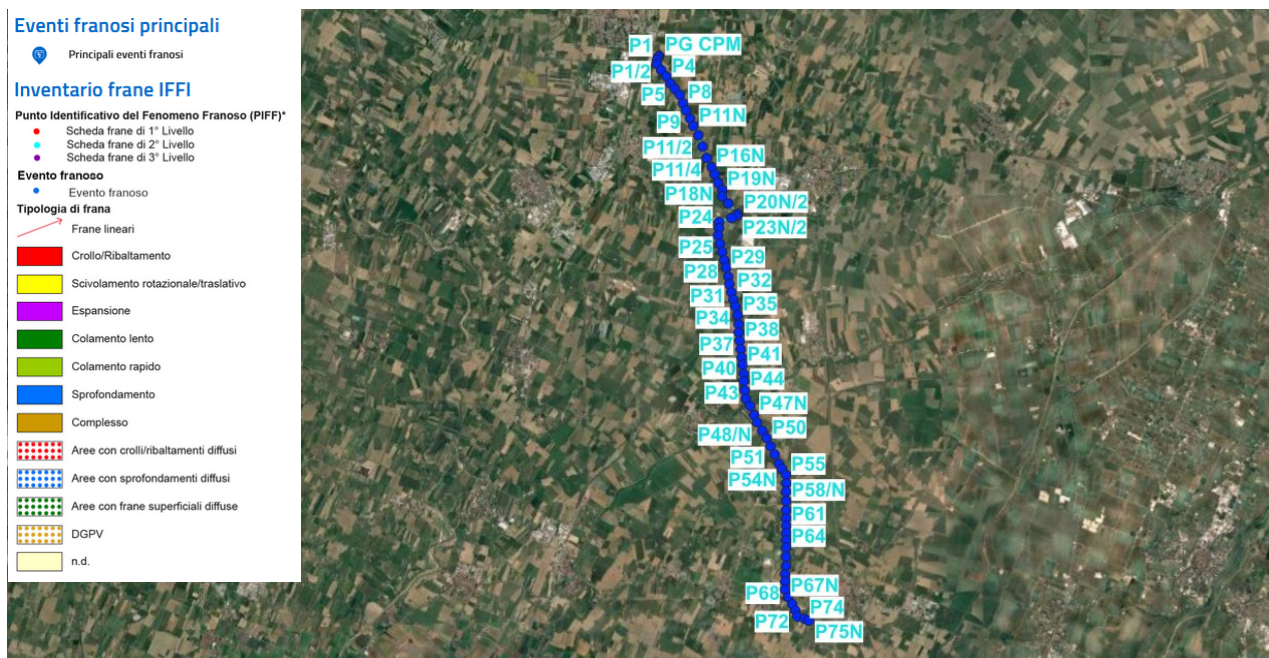 Eventi franosi principali
Principali eventi franosi
Inventario frane IFFI
Punto Identificativo del Fenomeno Franoso (PIFF)*
Scheda frane di 1° Livello
Scheda frane di 2° Livello
Scheda frane di 3° Livello
Evento franoso
Evento franoso
Tipologia di frana
Frane lineari
Crollo/Ribaltamento
Scivolamento rotazionale/traslativo
Espansione
Colamento lento
Colamento rapido
Sprofondamento
Complesso
Aree con crolli/ribaltamenti diffusi
Aree con sprofondamenti diffusi
Aree con frane superficiali diffuse
DGPV
n.d.
P1
PG CPM
P1/2
P4
P5
P8
P9
P11N
P11/2
P16N
P11/4
P19N
P18N
P20N/2
P24
P23N/2
P25
P29
P28
P32
P31
P35
P34
P38
P37
P41
P40
P44
P43
P47N
P48/N
P50
P51
P55
P54N
P58/N
P61
P64
P67N
P68
P74
P72
P75N